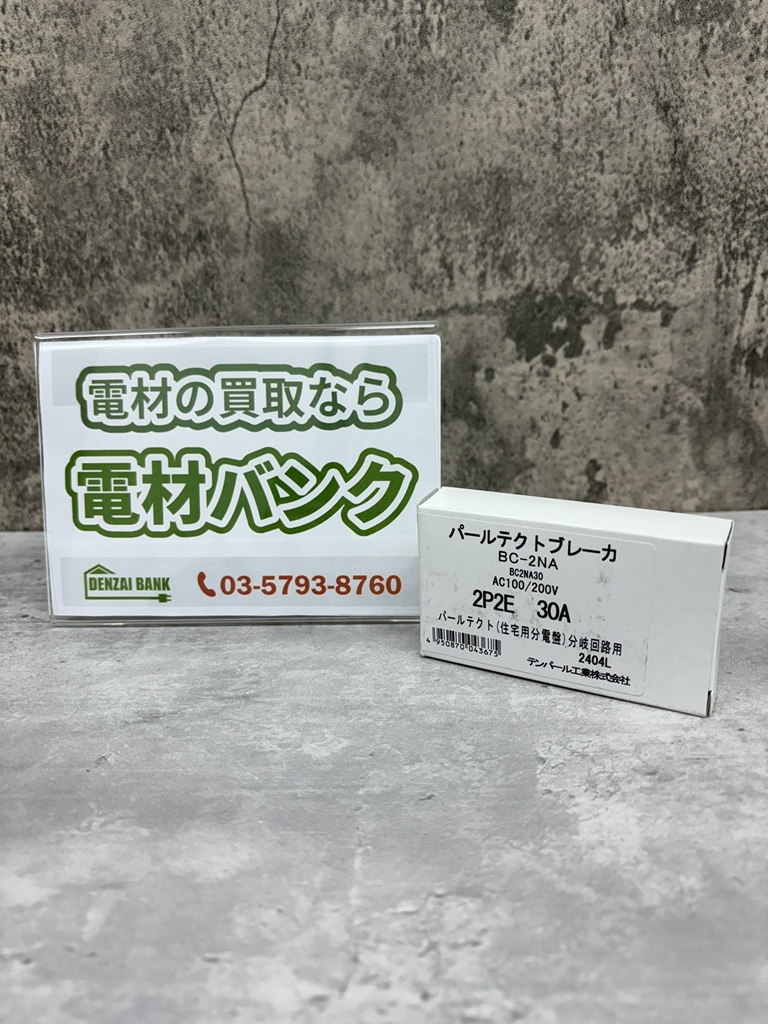 電材の買取なら
電材バンク
DENZAI BANK
03-5793-8760
パールテクトブレーカ
BC-2NA
BC2NA30
AC100/200V
2P2E 30A
パールテクト(住宅用分電盤)分岐回路用
4 950870 043675
2404L
テンパール工業株式会社